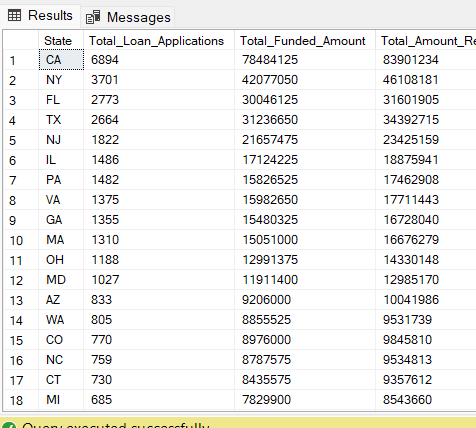 Results Messages
State Total_Loan_Applications Total_Funded_Amount Total_Amount_Re
1 CA 6894 78484125 83901234
2 NY 3701 42077050 46108181
3 FL 2773 30046125 31601905
4 TX 2664 31236650 34392715
5 NJ 1822 21657475 23425159
6 IL 1486 17124225 18875941
7 PA 1482 15826525 17462908
8 VA 1375 15982650 17711443
9 GA 1355 15480325 16728040
10 MA 1310 15051000 16676279
11 OH 1188 12991375 14330148
12 MD 1027 11911400 12985170
13 AZ 833 9206000 10041986
14 WA 805 8855525 9531739
15 CO 770 8976000 9845810
16 NC 759 8787575 9534813
17 CT 730 8435575 9357612
18 MI 685 7829900 8543660
Query executed successfully